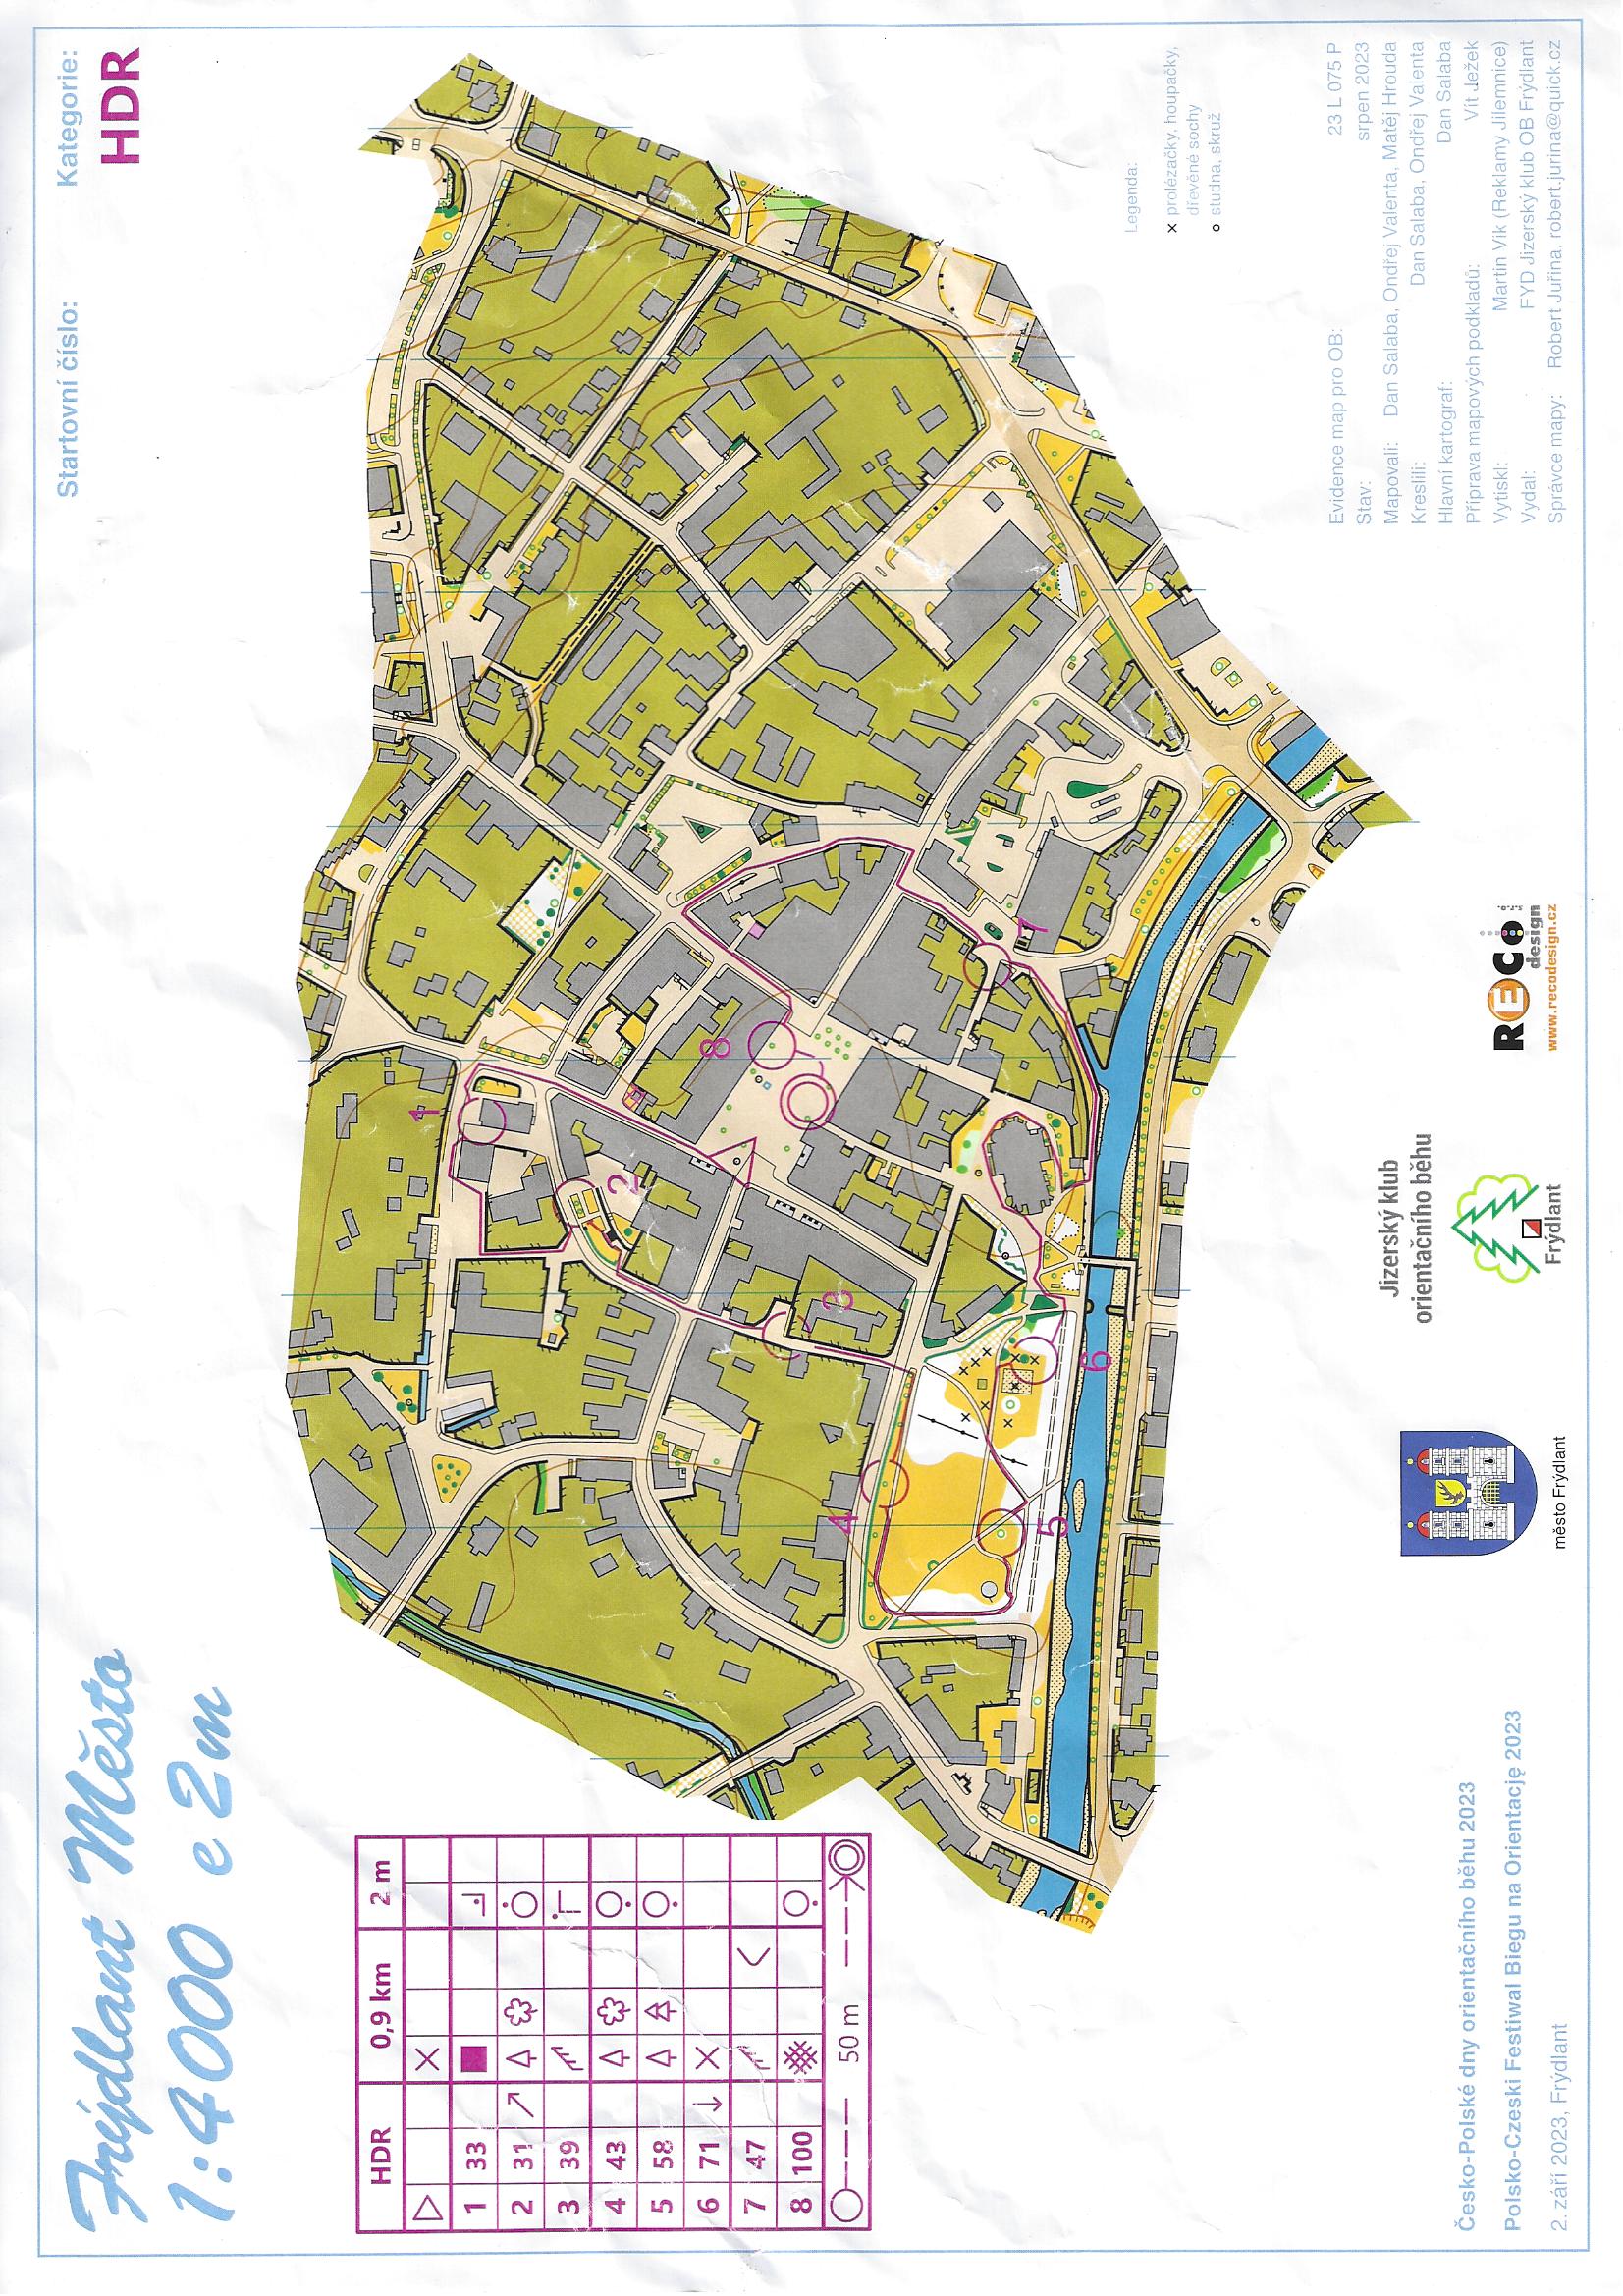 Frýdlant Město
1:4000 e 2m
Startovní číslo: Kategorie:
HDR
HDR 0,9 km 2 m
1 33
2 31
3 39
4 43
5 58
6 71
7 47
8 100
50 m
1
2
3
4
5
6
7
8
Legenda:
x prolézačky, houpačky,
dřevěné sochy
o studna, skruž
Evidence map pro OB: 23 L 075 P
Stav: srpen 2023
Mapovali: Dan Salaba, Ondřej Valenta, Matěj Hrouda
Kreslili: Dan Salaba, Ondřej Valenta
Hlavní kartograf: Dan Salaba
Příprava mapových podkladů: Vít Ježek
Vytiskl: Martin Vik (Reklamy Jilemnice)
Vydal: FYD Jizerský klub OB Frýdlant
Správce mapy: Robert Juřina, robert.jurina@quick.cz
Česko-Polské dny orientačního běhu 2023
Polsko-Czeski Festiwal Biegu na Orientację 2023
2. září 2023, Frýdlant
město Frýdlant
Jizerský klub
orientačního běhu
Frýdlant
RECo s.r.o.
design
www.recodesign.cz